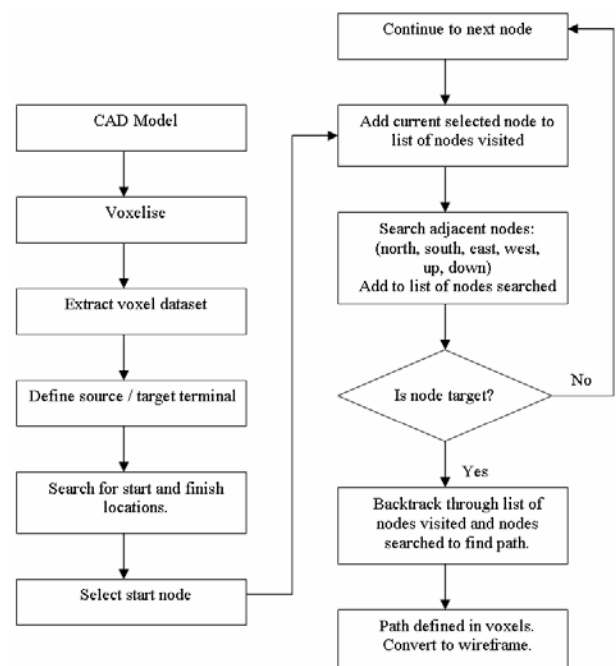 CAD Model
Voxelise
Extract voxel dataset
Define source / target terminal
Search for start and finish
locations.
Select start node
Continue to next node
Add current selected node to
list of nodes visited
Search adjacent nodes:
(north, south, east, west,
up, down)
Add to list of nodes searched
Is node target?
No
Yes
Backtrack through list of
nodes visited and nodes
searched to find path.
Path defined in voxels.
Convert to wireframe.